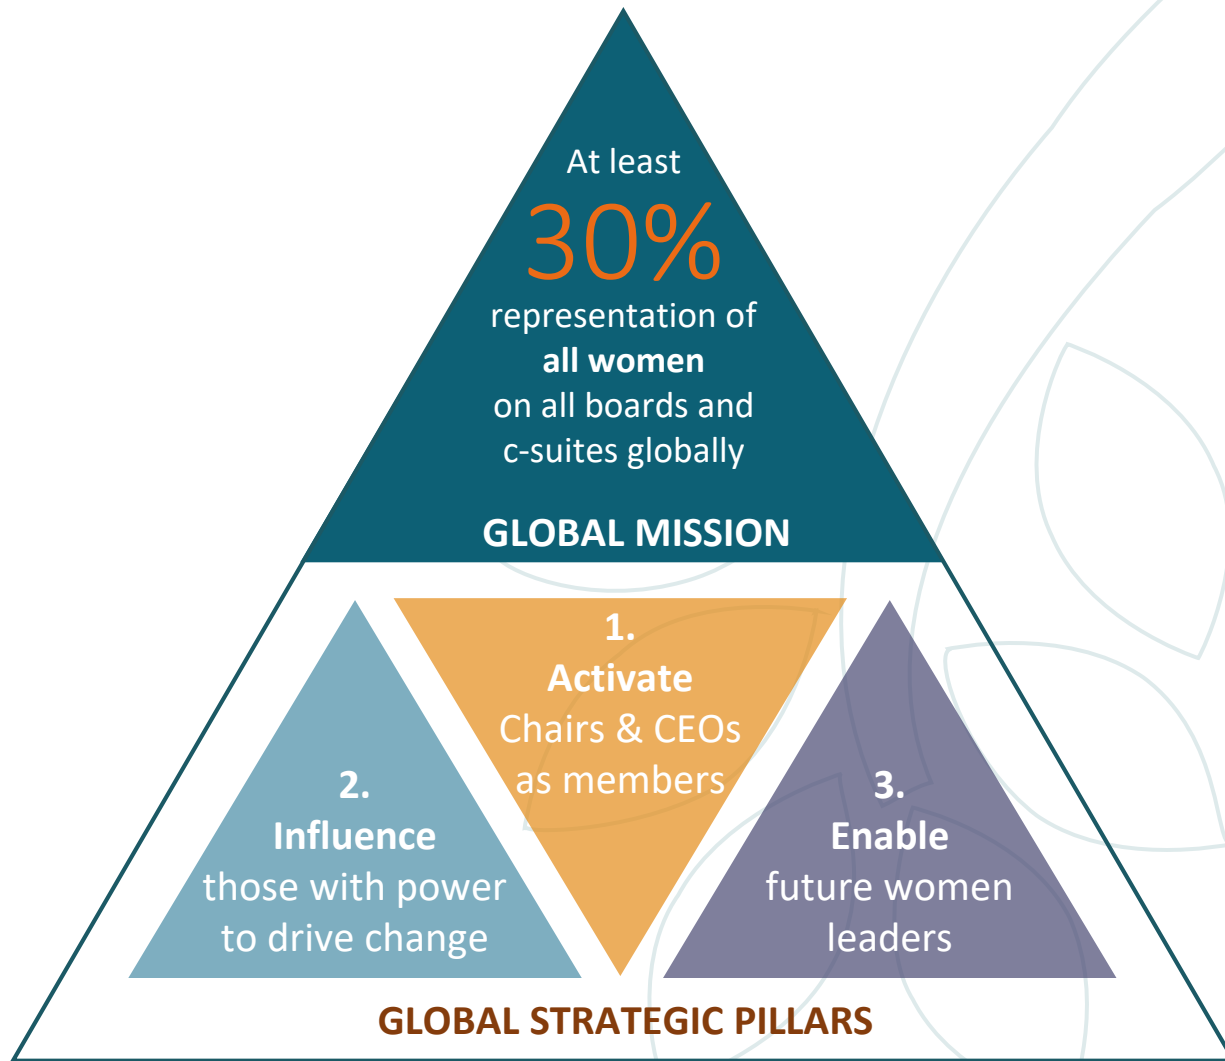 At least
30%
representation of
all women
on all boards and
c-suites globally
GLOBAL MISSION
1.
Activate
Chairs & CEOs
as members
2.
Influence
those with power
to drive change
3.
Enable
future women
leaders
GLOBAL STRATEGIC PILLARS